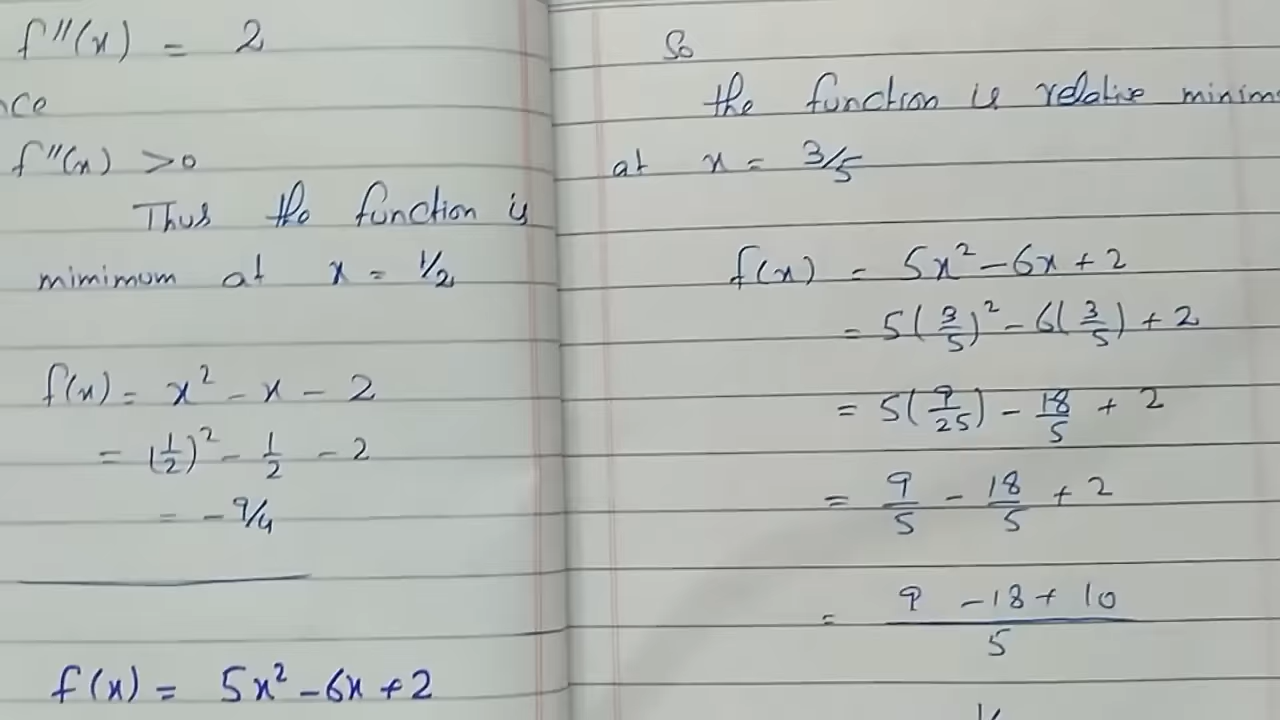 f''(x) = 2
nce
f''(x) >0
Thus the function is
mimimum at x = 1/2
f(x) = x² - x - 2
= (1/2)² - 1/2 - 2
= - 9/4
f(x) = 5x² - 6x + 2
So
the function is relative minim
at x = 3/5
f(x) = 5x² - 6x + 2
= 5(3/5)² - 6(3/5) + 2
= 5(9/25) - 18/5 + 2
= 9/5 - 18/5 + 2
= (9 - 18 + 10)/5